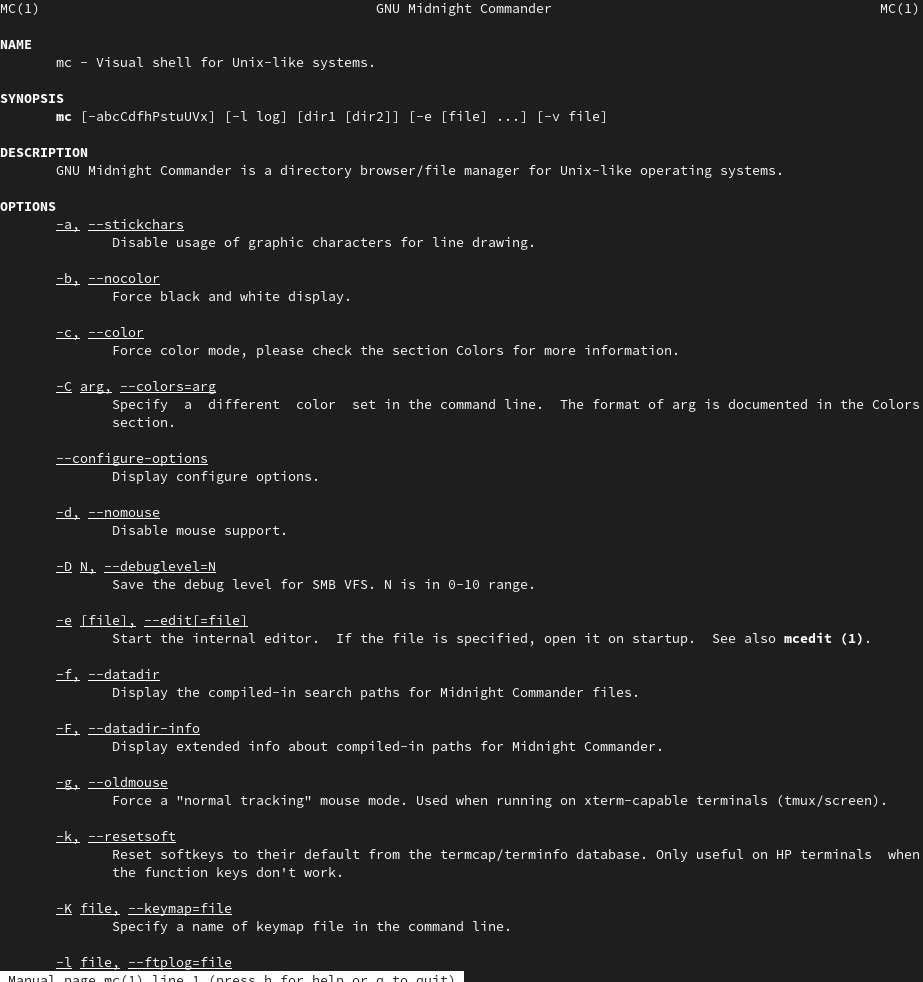 MC(1) GNU Midnight Commander MC(1)
NAME
mc - Visual shell for Unix-like systems.
SYNOPSIS
mc [-abcCdfhPstuUVx] [-l log] [dir1 [dir2]] [-e [file] ...] [-v file]
DESCRIPTION
GNU Midnight Commander is a directory browser/file manager for Unix-like operating systems.
OPTIONS
-a, --stickchars
Disable usage of graphic characters for line drawing.
-b, --nocolor
Force black and white display.
-c, --color
Force color mode, please check the section Colors for more information.
-C arg, --colors=arg
Specify a different color set in the command line. The format of arg is documented in the Colors
section.
--configure-options
Display configure options.
-d, --nomouse
Disable mouse support.
-D N, --debuglevel=N
Save the debug level for SMB VFS. N is in 0-10 range.
-e [file], --edit[=file]
Start the internal editor. If the file is specified, open it on startup. See also mcedit (1).
-f, --datadir
Display the compiled-in search paths for Midnight Commander files.
-F, --datadir-info
Display extended info about compiled-in paths for Midnight Commander.
-g, --oldmouse
Force a "normal tracking" mouse mode. Used when running on xterm-capable terminals (tmux/screen).
-k, --resetsoft
Reset softkeys to their default from the termcap/terminfo database. Only useful on HP terminals when
the function keys don't work.
-K file, --keymap=file
Specify a name of keymap file in the command line.
-l file, --ftplog=file
Manual page mc(1) line 1 (press h for help or q to quit)